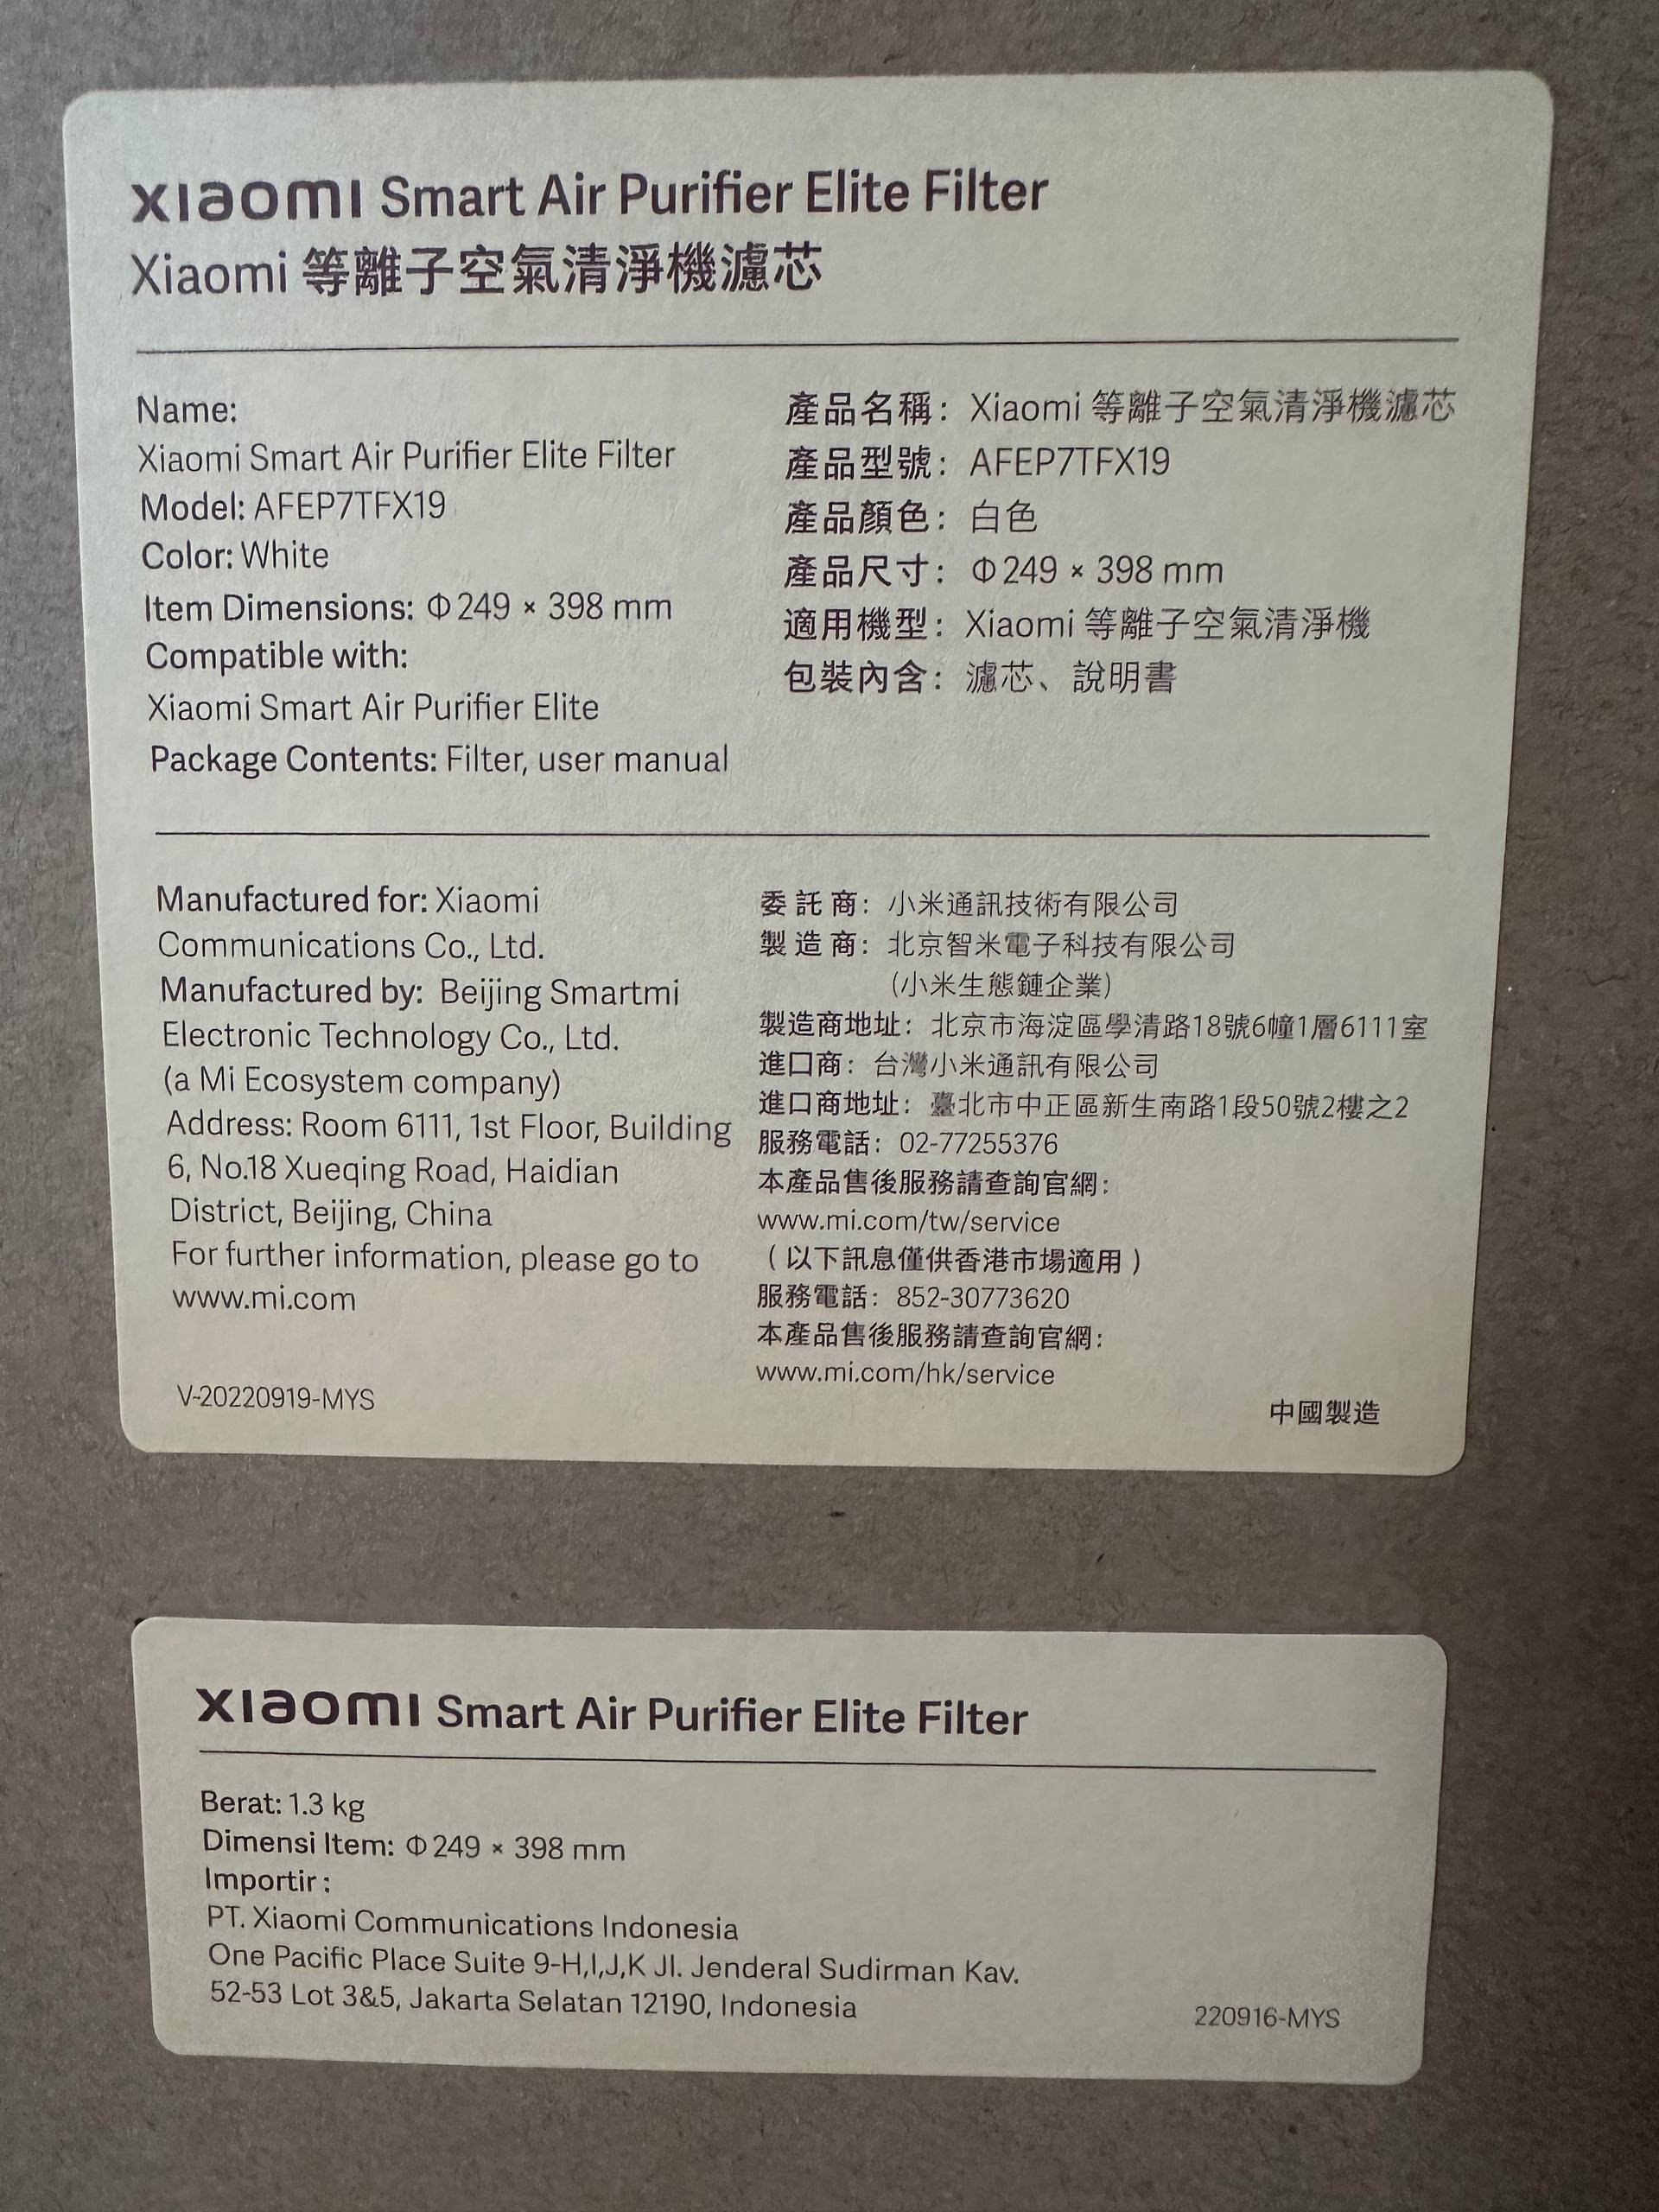 xiaomi Smart Air Purifier Elite Filter
Xiaomi 等離子空氣清淨機濾芯
Name:
Xiaomi Smart Air Purifier Elite Filter
Model: AFEP7TFX19
Color: White
Item Dimensions: Φ249 × 398 mm
Compatible with:
Xiaomi Smart Air Purifier Elite
Package Contents: Filter, user manual
產品名稱：Xiaomi 等離子空氣清淨機濾芯
產品型號：AFEP7TFX19
產品顏色：白色
產品尺寸：Φ249 × 398 mm
適用機型：Xiaomi 等離子空氣清淨機
包裝內含：濾芯、說明書
Manufactured for: Xiaomi
Communications Co., Ltd.
Manufactured by: Beijing Smartmi
Electronic Technology Co., Ltd.
(a Mi Ecosystem company)
Address: Room 6111, 1st Floor, Building
6, No.18 Xueqing Road, Haidian
District, Beijing, China
For further information, please go to
www.mi.com
V-20220919-MYS
委託商：小米通訊技術有限公司
製造商：北京智米電子科技有限公司
(小米生態鏈企業)
製造商地址：北京市海淀區學清路18號6幢1層6111室
進口商：台灣小米通訊有限公司
進口商地址：臺北市中正區新生南路1段50號2樓之2
服務電話：02-77255376
本產品售後服務請查詢官網：
www.mi.com/tw/service
（以下訊息僅供香港市場適用）
服務電話：852-30773620
本產品售後服務請查詢官網：
www.mi.com/hk/service
中國製造
xiaomi Smart Air Purifier Elite Filter
Berat: 1.3 kg
Dimensi Item: Φ249 × 398 mm
Importir :
PT. Xiaomi Communications Indonesia
One Pacific Place Suite 9-H,I,J,K Jl. Jenderal Sudirman Kav.
52-53 Lot 3&5, Jakarta Selatan 12190, Indonesia
220916-MYS